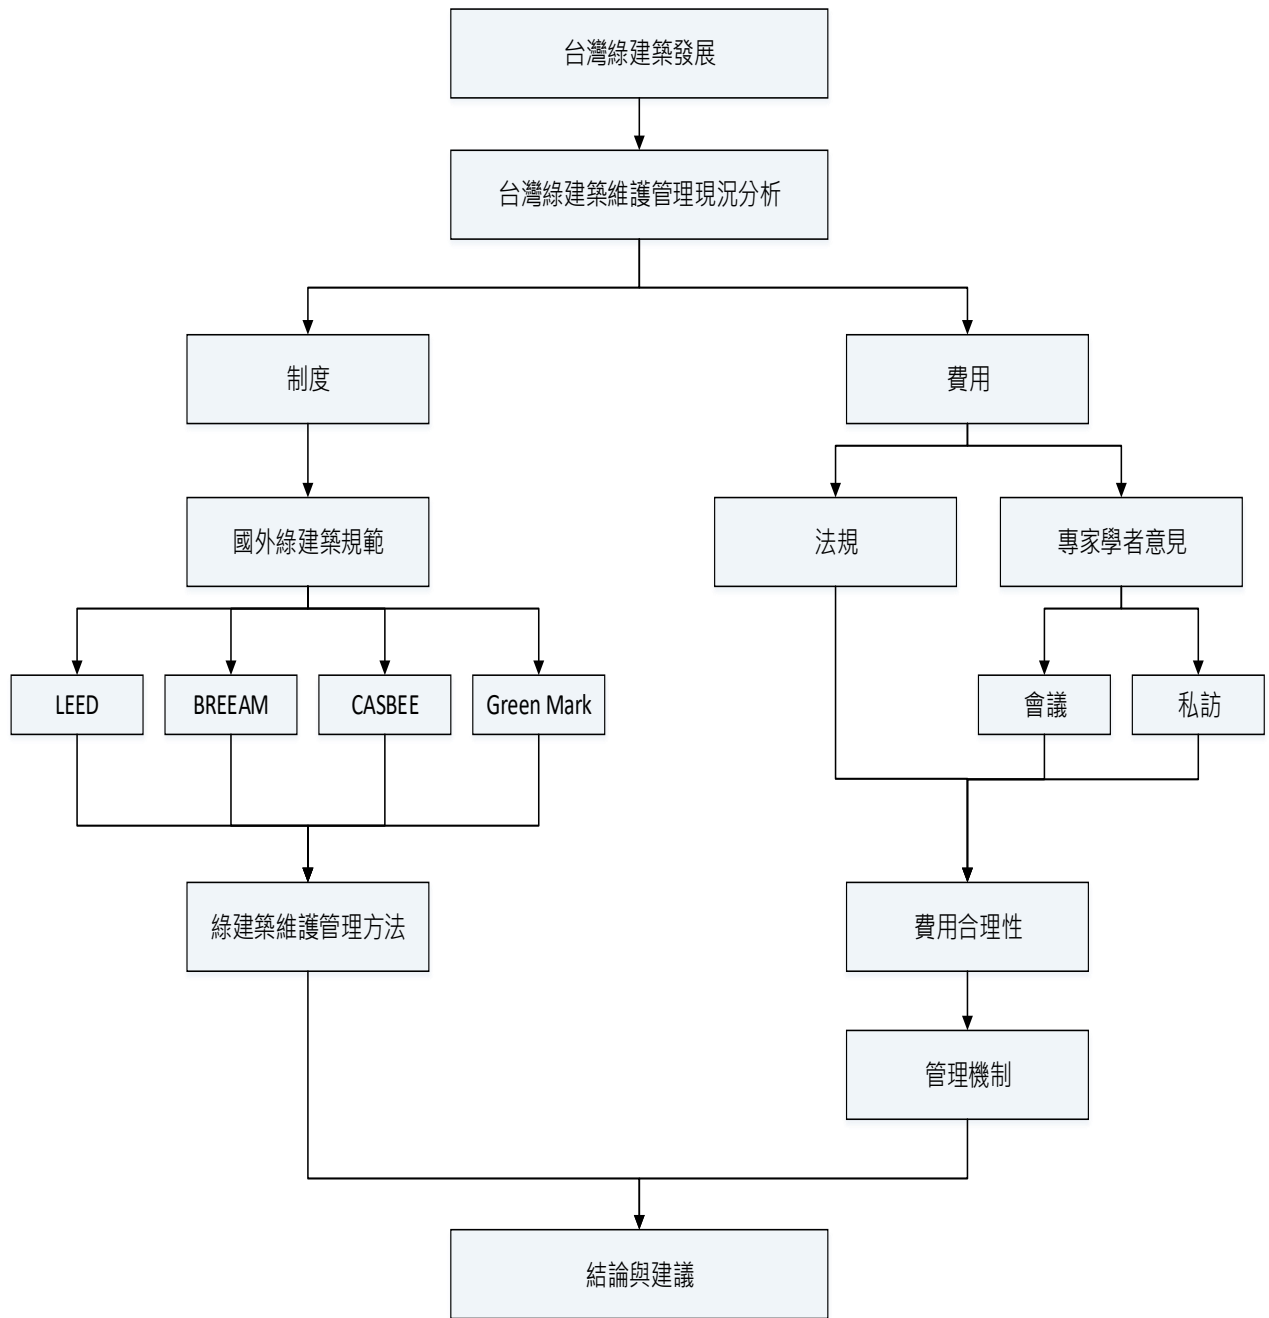 台灣綠建築發展
台灣綠建築維護管理現況分析
制度
費用
國外綠建築規範
法規
專家學者意見
LEED
BREEAM
CASBEE
Green Mark
會議
私訪
綠建築維護管理方法
費用合理性
管理機制
結論與建議